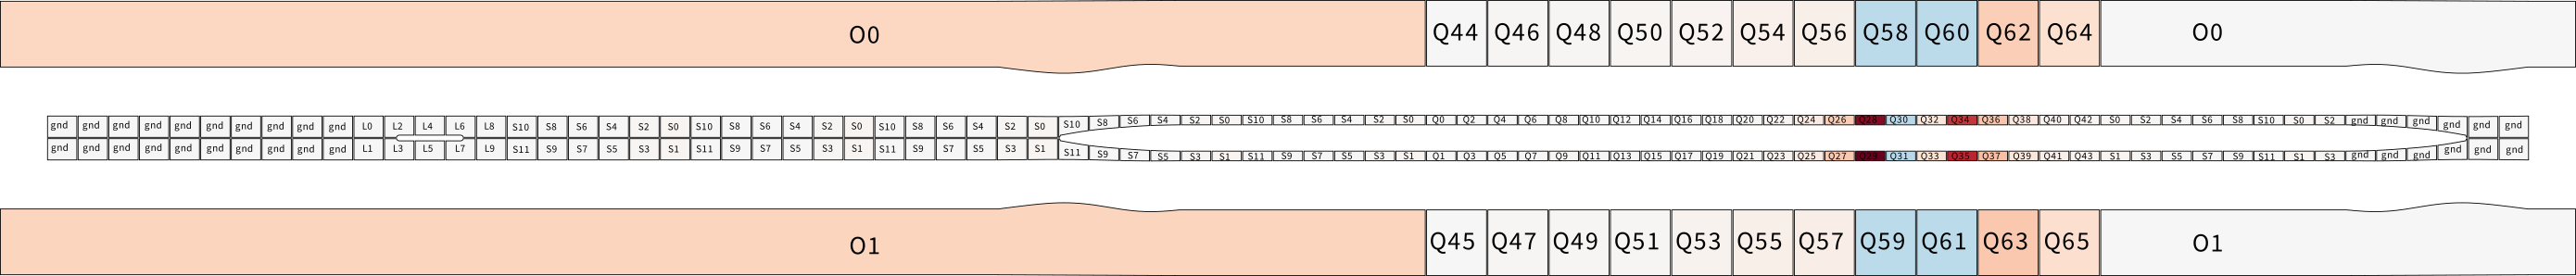 O0 Q44 Q46 Q48 Q50 Q52 Q54 Q56 Q58 Q60 Q62 Q64 O0
gnd gnd gnd gnd gnd gnd gnd gnd gnd gnd L0 L2 L4 L6 L8 S10 S8 S6 S4 S2 S0 S10 S8 S6 S4 S2 S0 S10 S8 S6 S4 S2 S0 S10 S8 S6 S4 S2 S0 S10 S8 S6 S4 S2 S0 Q0 Q2 Q4 Q6 Q8 Q10 Q12 Q14 Q16 Q18 Q20 Q22 Q24 Q26 Q28 Q30 Q32 Q34 Q36 Q38 Q40 Q42 S0 S2 S4 S6 S8 S10 S0 S2 gnd gnd gnd gnd gnd gnd
gnd gnd gnd gnd gnd gnd gnd gnd gnd gnd L1 L3 L5 L7 L9 S11 S9 S7 S5 S3 S1 S11 S9 S7 S5 S3 S1 S11 S9 S7 S5 S3 S1 S11 S9 S7 S5 S3 S1 S11 S9 S7 S5 S3 S1 Q1 Q3 Q5 Q7 Q9 Q11 Q13 Q15 Q17 Q19 Q21 Q23 Q25 Q27 Q29 Q31 Q33 Q35 Q37 Q39 Q41 Q43 S1 S3 S5 S7 S9 S11 S1 S3 gnd gnd gnd gnd gnd gnd
O1 Q45 Q47 Q49 Q51 Q53 Q55 Q57 Q59 Q61 Q63 Q65 O1